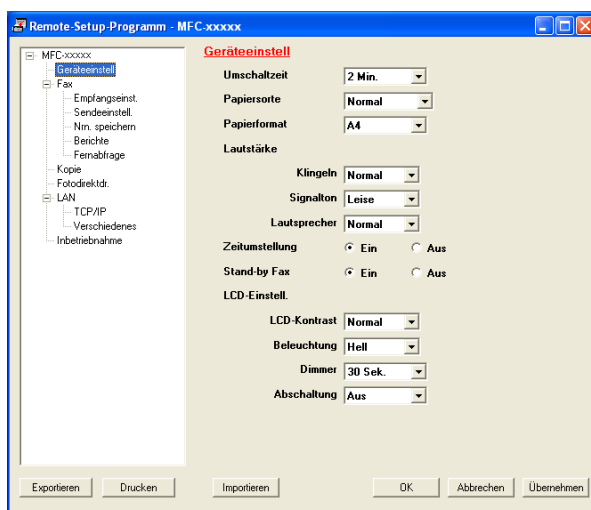 Remote-Setup-Programm - MFC-xxxxx
MFC-xxxxx
Geräteeinstell
Fax
Empfangseinst.
Sendeeinstell.
Nrn. speichern
Berichte
Fernabfrage
Kopie
Fotodirektdr.
LAN
TCP/IP
Verschiedenes
Inbetriebnahme
Geräteeinstell
Umschaltzeit 2 Min.
Papiersorte Normal
Papierformat A4
Lautstärke
Klingeln Normal
Signalton Leise
Lautsprecher Normal
Zeitumstellung Ein Aus
Stand-by Fax Ein Aus
LCD-Einstell.
LCD-Kontrast Normal
Beleuchtung Hell
Dimmer 30 Sek.
Abschaltung Aus
Exportieren Drucken Importieren OK Abbrechen Übernehmen